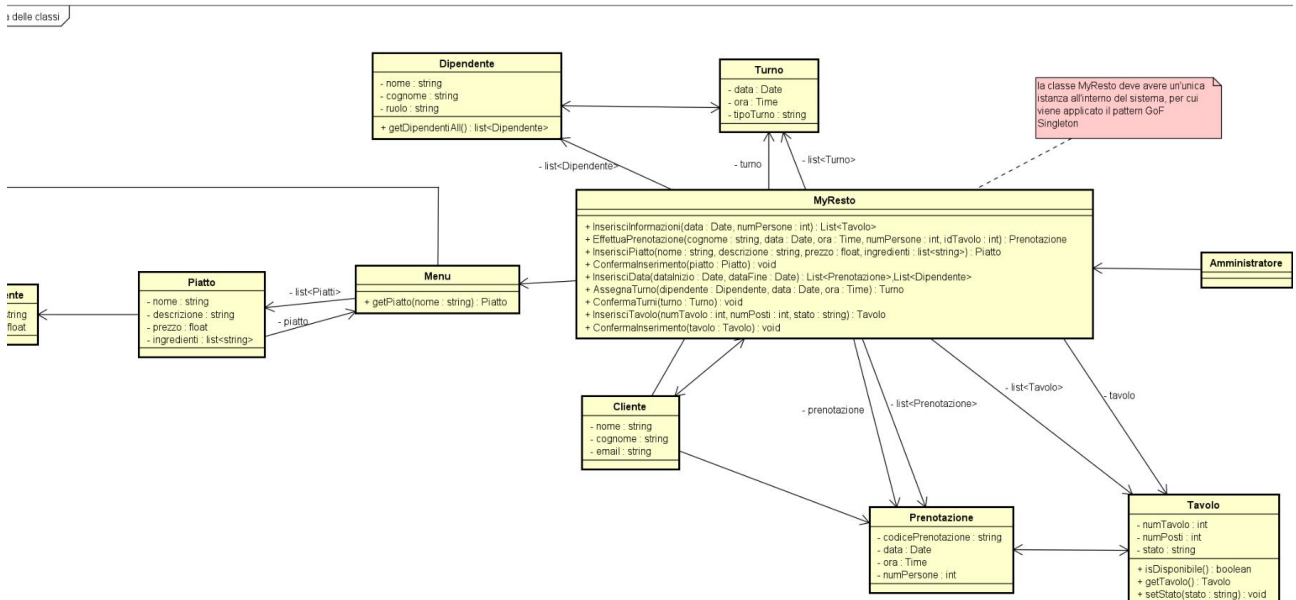 delle classi
Dipendente
- nome : string
- cognome : string
- ruolo : string
+ getDipendentiAll() : list<Dipendente>
Turno
- data : Date
- ora : Time
- tipoTurno : string
la classe MyResto deve avere un'unica
istanza all'interno del sistema, per cui
viene applicato il pattern GoF
Singleton
- list<Dipendente>
- turno
- list<Turno>
MyResto
+ InserisciInformazioni(data : Date, numPersone : int) : List<Tavolo>
+ EffettuaPrenotazione(cognome : string, data : Date, ora : Time, numPersone : int, idTavolo : int) : Prenotazione
+ InserisciPiatto(nome : string, descrizione : string, prezzo : float, ingredienti : list<string>) : Piatto
+ ConfermaInserimento(piatto : Piatto) : void
+ InserisciData(dataInizio : Date, dataFine : Date) : List<Prenotazione>,List<Dipendente>
+ AssegnaTurno(dipendente : Dipendente, data : Date, ora : Time) : Turno
+ ConfermaTurni(turno : Turno) : void
+ InserisciTavolo(numTavolo : int, numPosti : int, stato : string) : Tavolo
+ ConfermaInserimento(tavolo : Tavolo) : void
Amministratore
ente
tring
float
Piatto
- nome : string
- descrizione : string
- prezzo : float
- ingredienti : list<string>
- list<Piatti>
- piatto
Menu
+ getPiatto(nome : string) : Piatto
Cliente
- nome : string
- cognome : string
- email : string
- prenotazione
- list<Prenotazione>
- list<Tavolo>
- tavolo
Prenotazione
- codicePrenotazione : string
- data : Date
- ora : Time
- numPersone : int
Tavolo
- numTavolo : int
- numPosti : int
- stato : string
+ isDisponibile() : boolean
+ getTavolo() : Tavolo
+ setStato(stato : string) : void